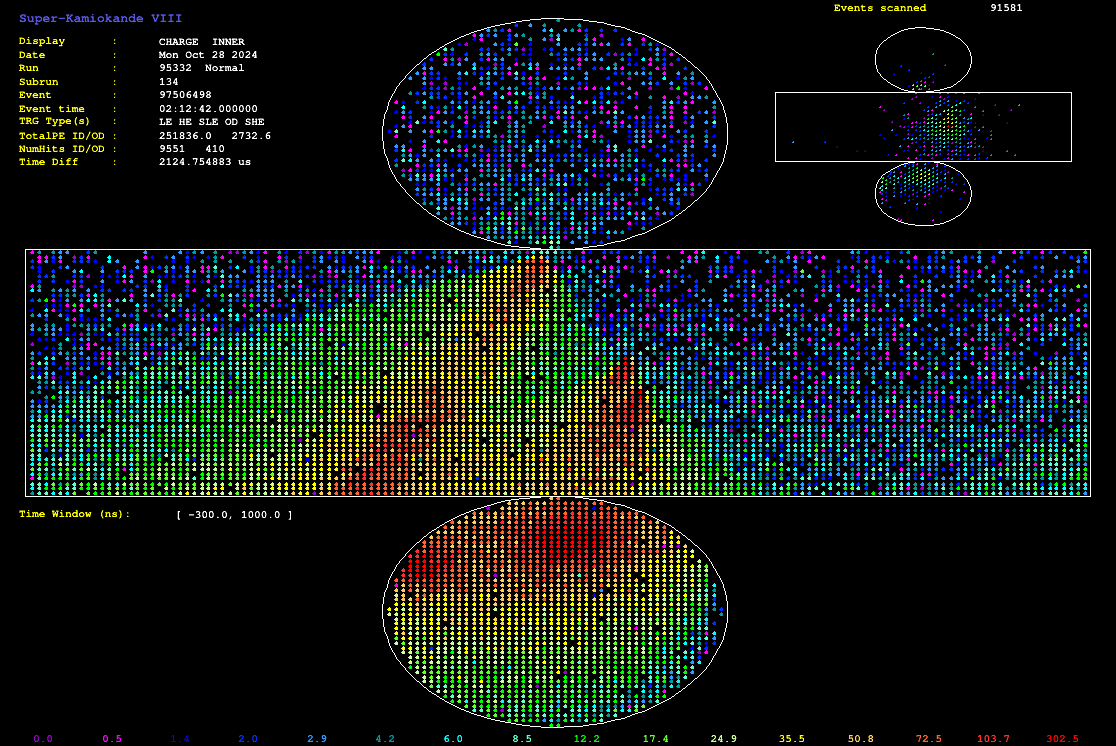 Super-Kamiokande VIII
Events scanned 91581
Display : CHARGE INNER
Date : Mon Oct 28 2024
Run : 95332 Normal
Subrun : 134
Event : 97506498
Event time : 02:12:42.000000
TRG Type(s) : LE HE SLE OD SHE
TotalPE ID/OD : 251836.0 2732.6
NumHits ID/OD : 9551 410
Time Diff : 2124.754883 us
Time Window (ns): [ -300.0, 1000.0 ]
0.0 0.5 1.4 2.0 2.9 4.2 6.0 8.5 12.2 17.4 24.9 35.5 50.8 72.5 103.7 302.5